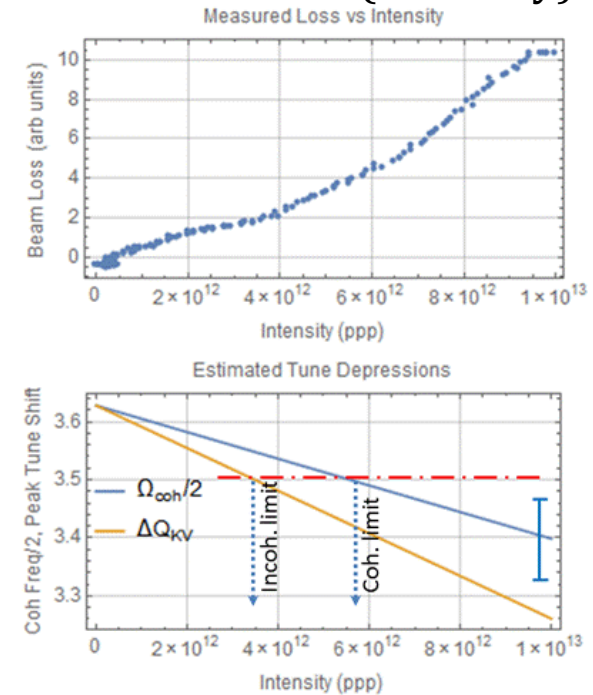 Measured Loss vs Intensity
Beam Loss (arb units)
10
8
6
4
2
0
0 2×10¹² 4×10¹² 6×10¹² 8×10¹² 1×10¹³
Intensity (ppp)
Estimated Tune Depressions
Coh Freq/2, Peak Tune Shift
3.6
3.5
3.4
3.3
Ω_coh/2
ΔQ_KV
Incoh. limit
Coh. limit
0 2×10¹² 4×10¹² 6×10¹² 8×10¹² 1×10¹³
Intensity (ppp)